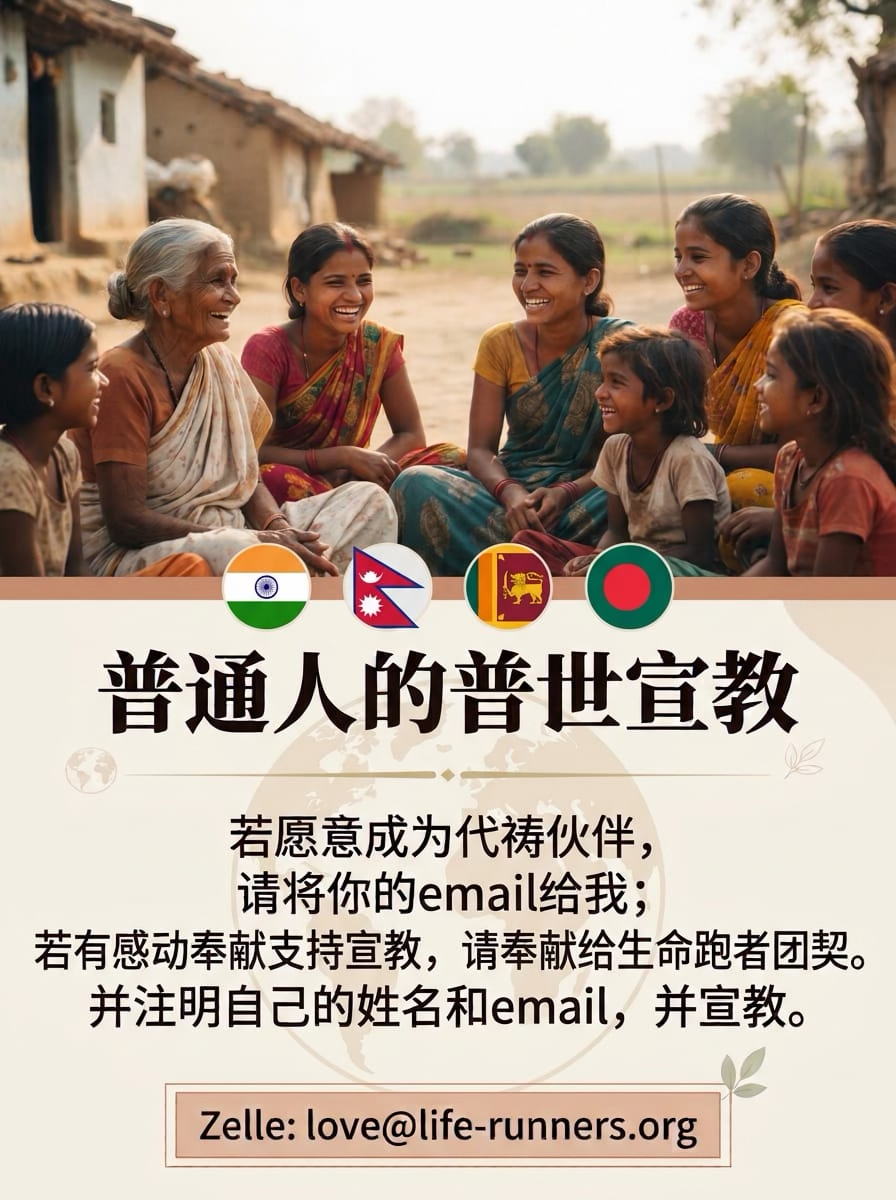 普通人的普世宣教
若愿意成为代祷伙伴，
请将你的email给我；
若有感动奉献支持宣教，请奉献给生命跑者团契。
并注明自己的姓名和email，并宣教。
Zelle: love@life-runners.org